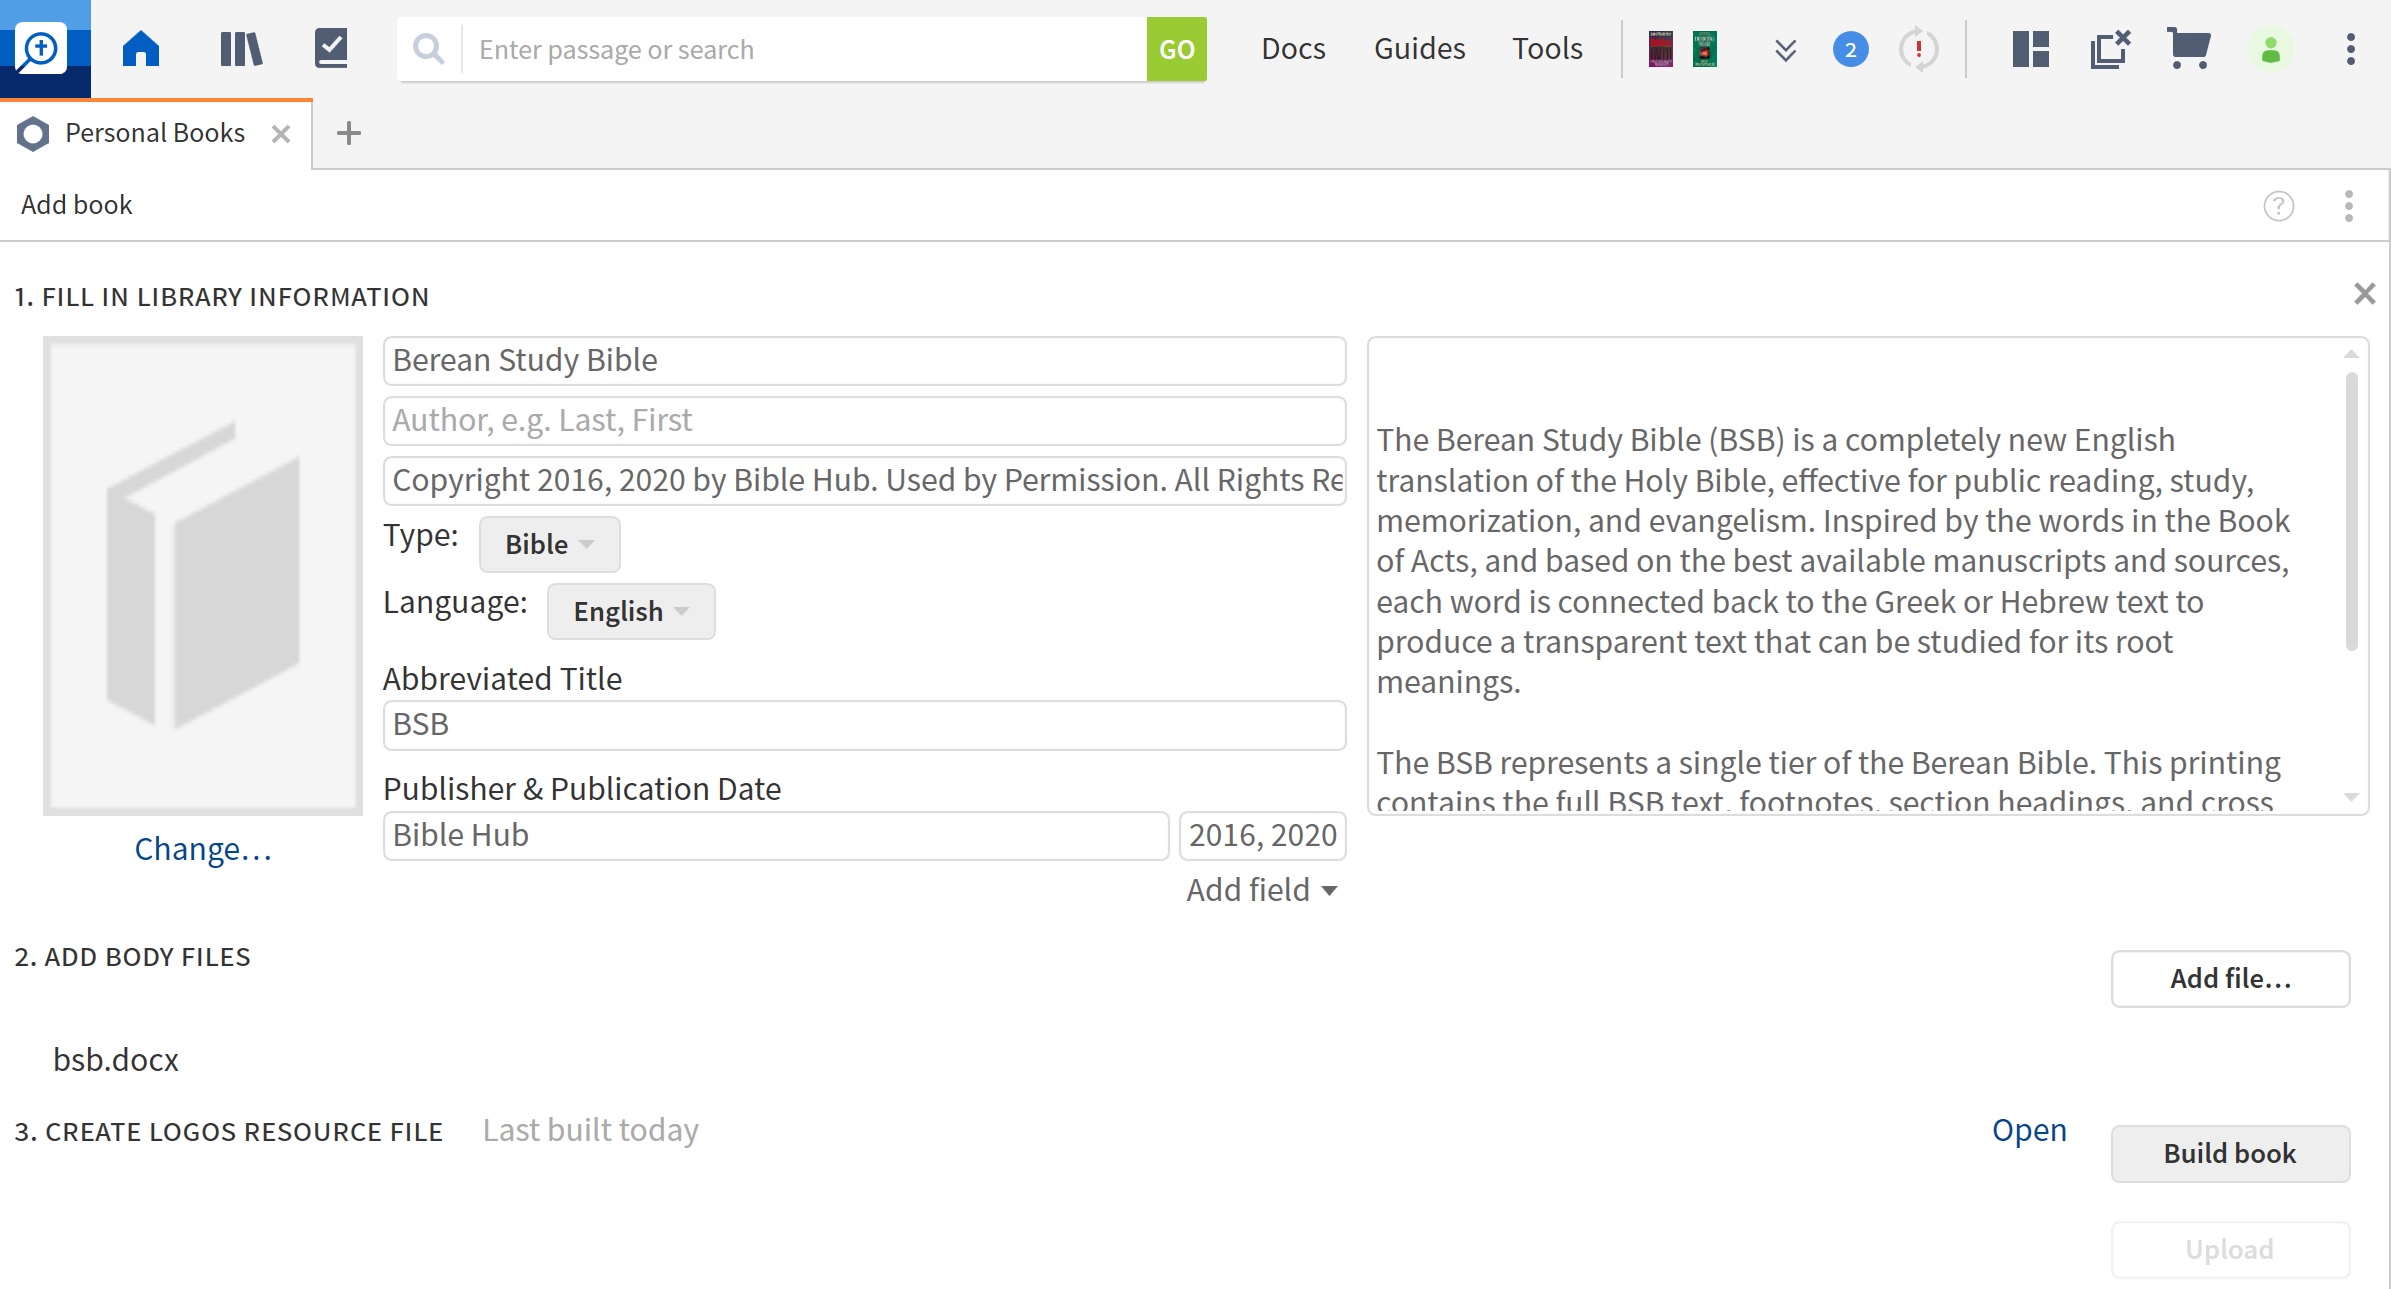 Enter passage or search
GO
Docs
Guides
Tools
2
Personal Books
Add book
?
1. FILL IN LIBRARY INFORMATION
Berean Study Bible
Author, e.g. Last, First
Copyright 2016, 2020 by Bible Hub. Used by Permission. All Rights Re
Type: Bible
Language: English
Abbreviated Title
BSB
Publisher & Publication Date
Bible Hub
2016, 2020
Add field
Change…
The Berean Study Bible (BSB) is a completely new English
translation of the Holy Bible, effective for public reading, study,
memorization, and evangelism. Inspired by the words in the Book
of Acts, and based on the best available manuscripts and sources,
each word is connected back to the Greek or Hebrew text to
produce a transparent text that can be studied for its root
meanings.
The BSB represents a single tier of the Berean Bible. This printing
contains the full BSB text, footnotes, section headings, and cross
2. ADD BODY FILES
Add file…
bsb.docx
3. CREATE LOGOS RESOURCE FILE
Last built today
Open
Build book
Upload